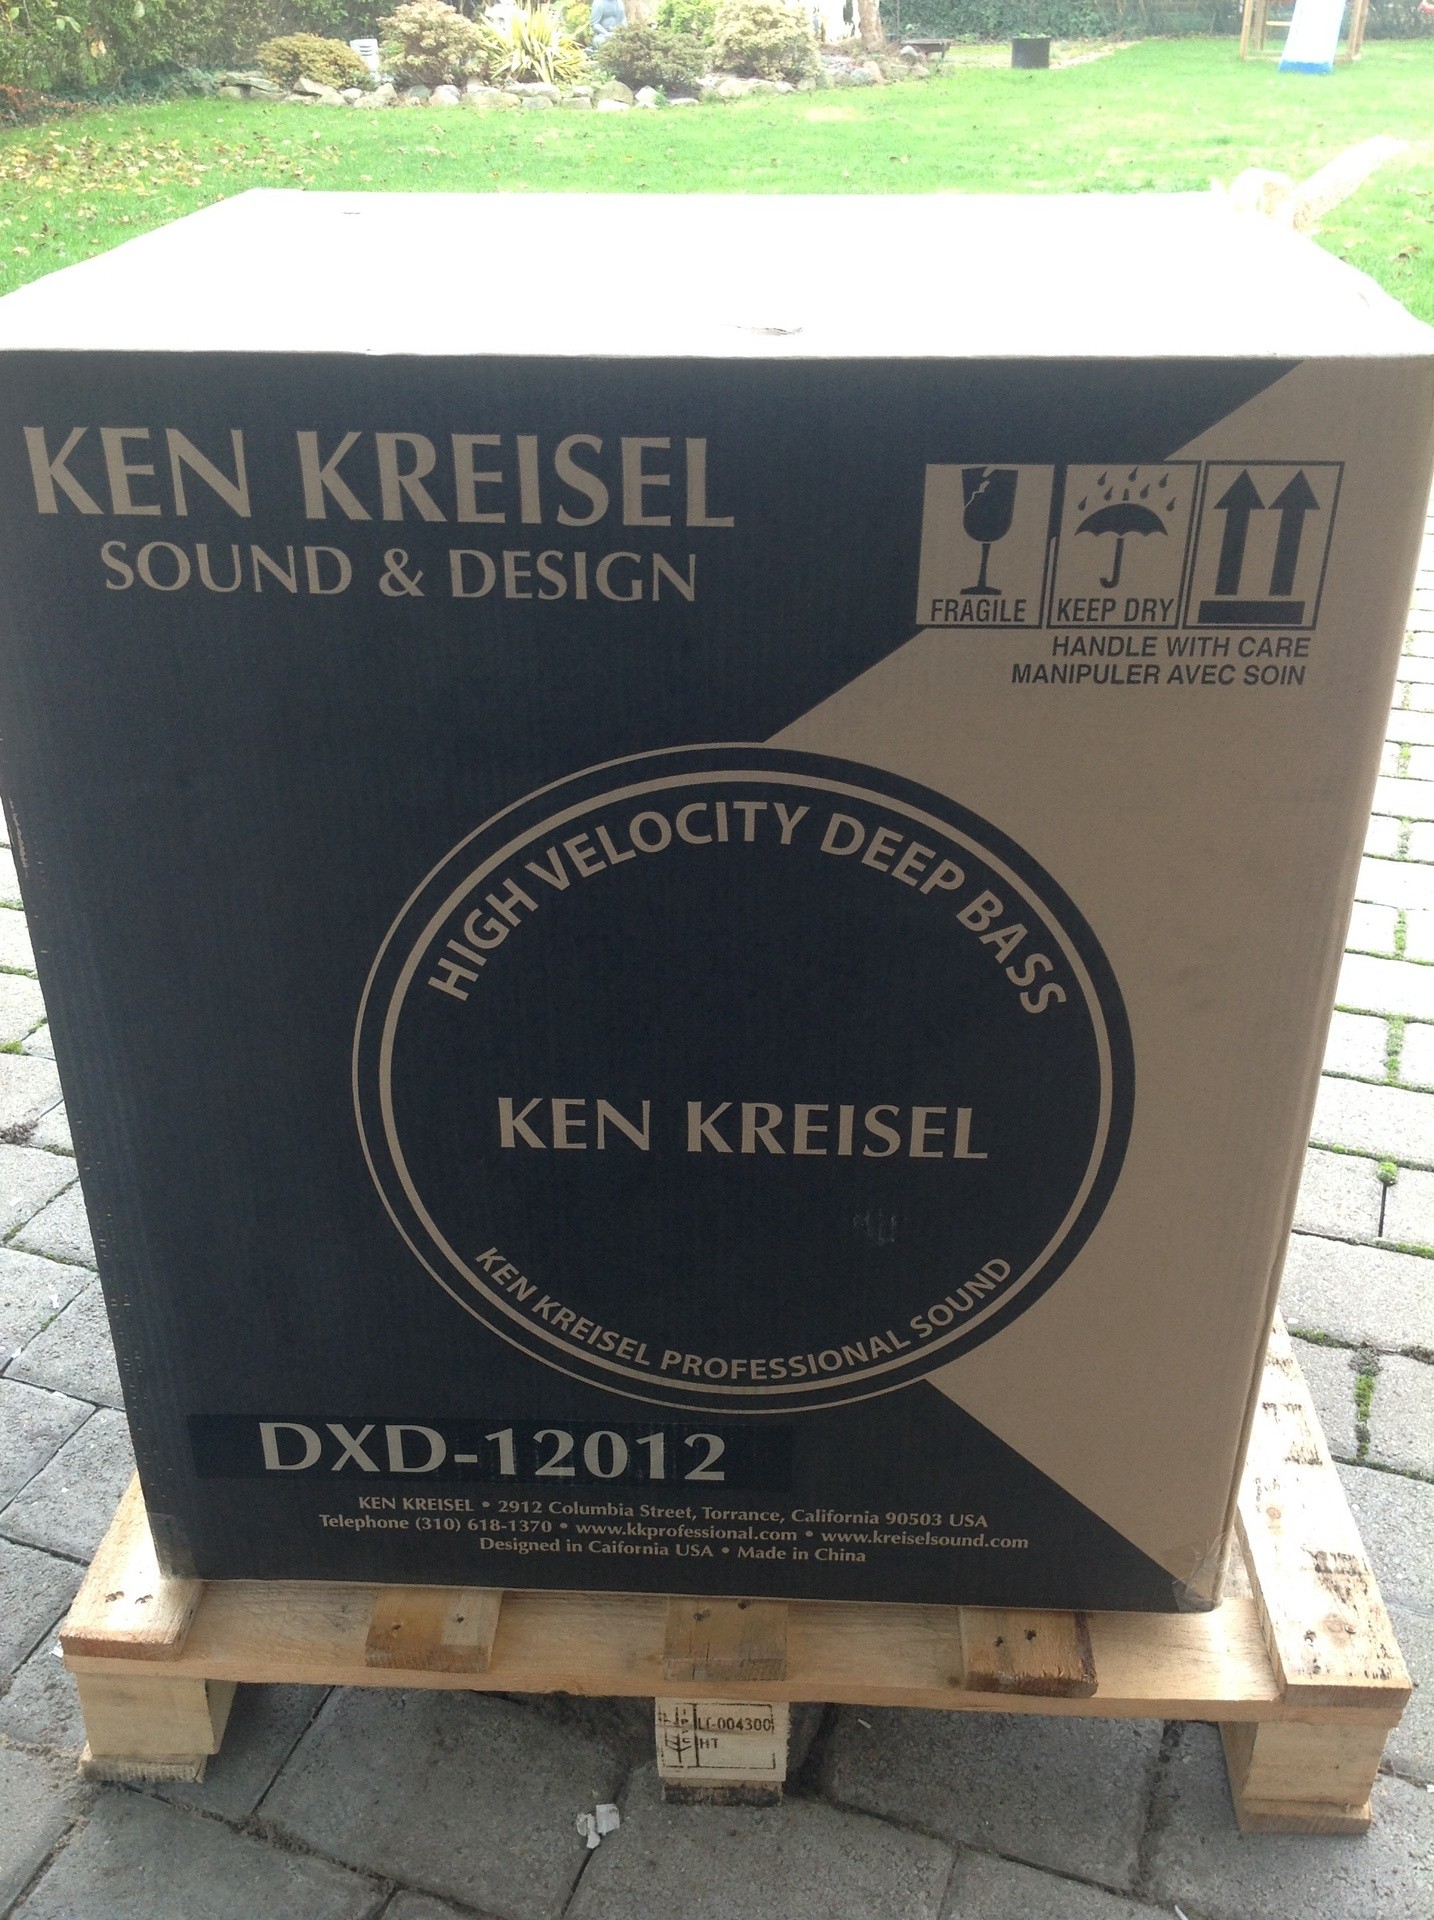 KEN KREISEL
SOUND & DESIGN
FRAGILE
KEEP DRY
HANDLE WITH CARE
MANIPULER AVEC SOIN
HIGH VELOCITY DEEP BASS
KEN KREISEL
KEN KREISEL PROFESSIONAL SOUND
DXD-12012
KEN KREISEL • 2912 Columbia Street, Torrance, California 90503 USA
Telephone (310) 618-1370 • www.kkprofessional.com • www.kreiselsound.com
Designed in Caifornia USA • Made in China
-004300
HT